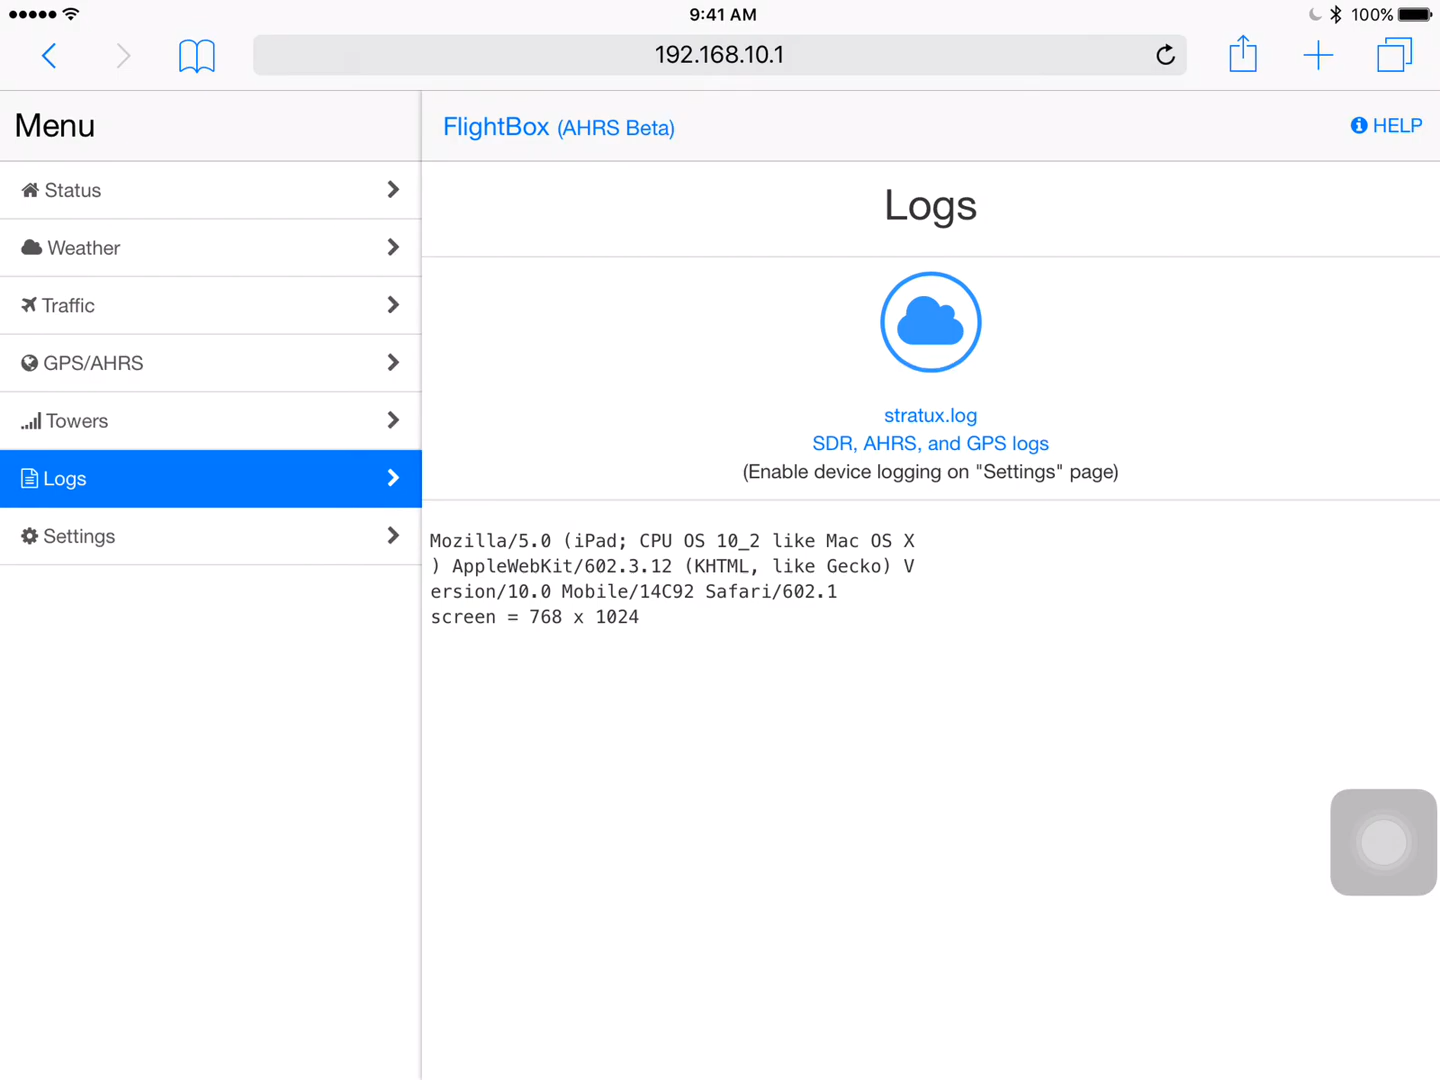 9:41 AM
100%
192.168.10.1
Menu
FlightBox (AHRS Beta)
HELP
Status
Weather
Traffic
GPS/AHRS
Towers
Logs
Settings
Logs
stratux.log
SDR, AHRS, and GPS logs
(Enable device logging on "Settings" page)
Mozilla/5.0 (iPad; CPU OS 10_2 like Mac OS X
) AppleWebKit/602.3.12 (KHTML, like Gecko) V
ersion/10.0 Mobile/14C92 Safari/602.1
screen = 768 x 1024